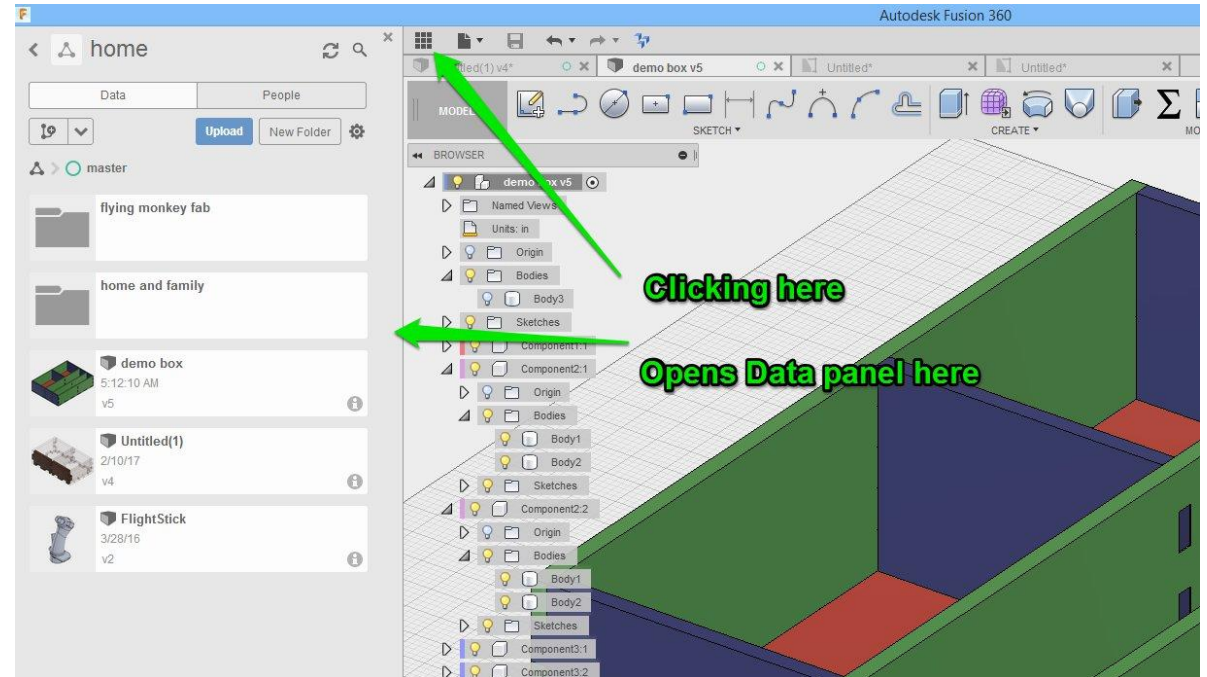 Autodesk Fusion 360
home
Data
People
Upload
New Folder
master
flying monkey fab
home and family
demo box
5:12:10 AM
v5
Untitled(1)
2/10/17
v4
FlightStick
3/28/16
v2
v4*
demo box v5
Untitled*
Untitled*
SKETCH
CREATE
BROWSER
demo box v5
Named Views
Units: in
Origin
Bodies
Body3
Sketches
Component1:1
Component2:1
Origin
Bodies
Body1
Body2
Sketches
Component2:2
Origin
Bodies
Body1
Body2
Sketches
Component3:1
Component3:2
Clicking here
Opens Data panel here